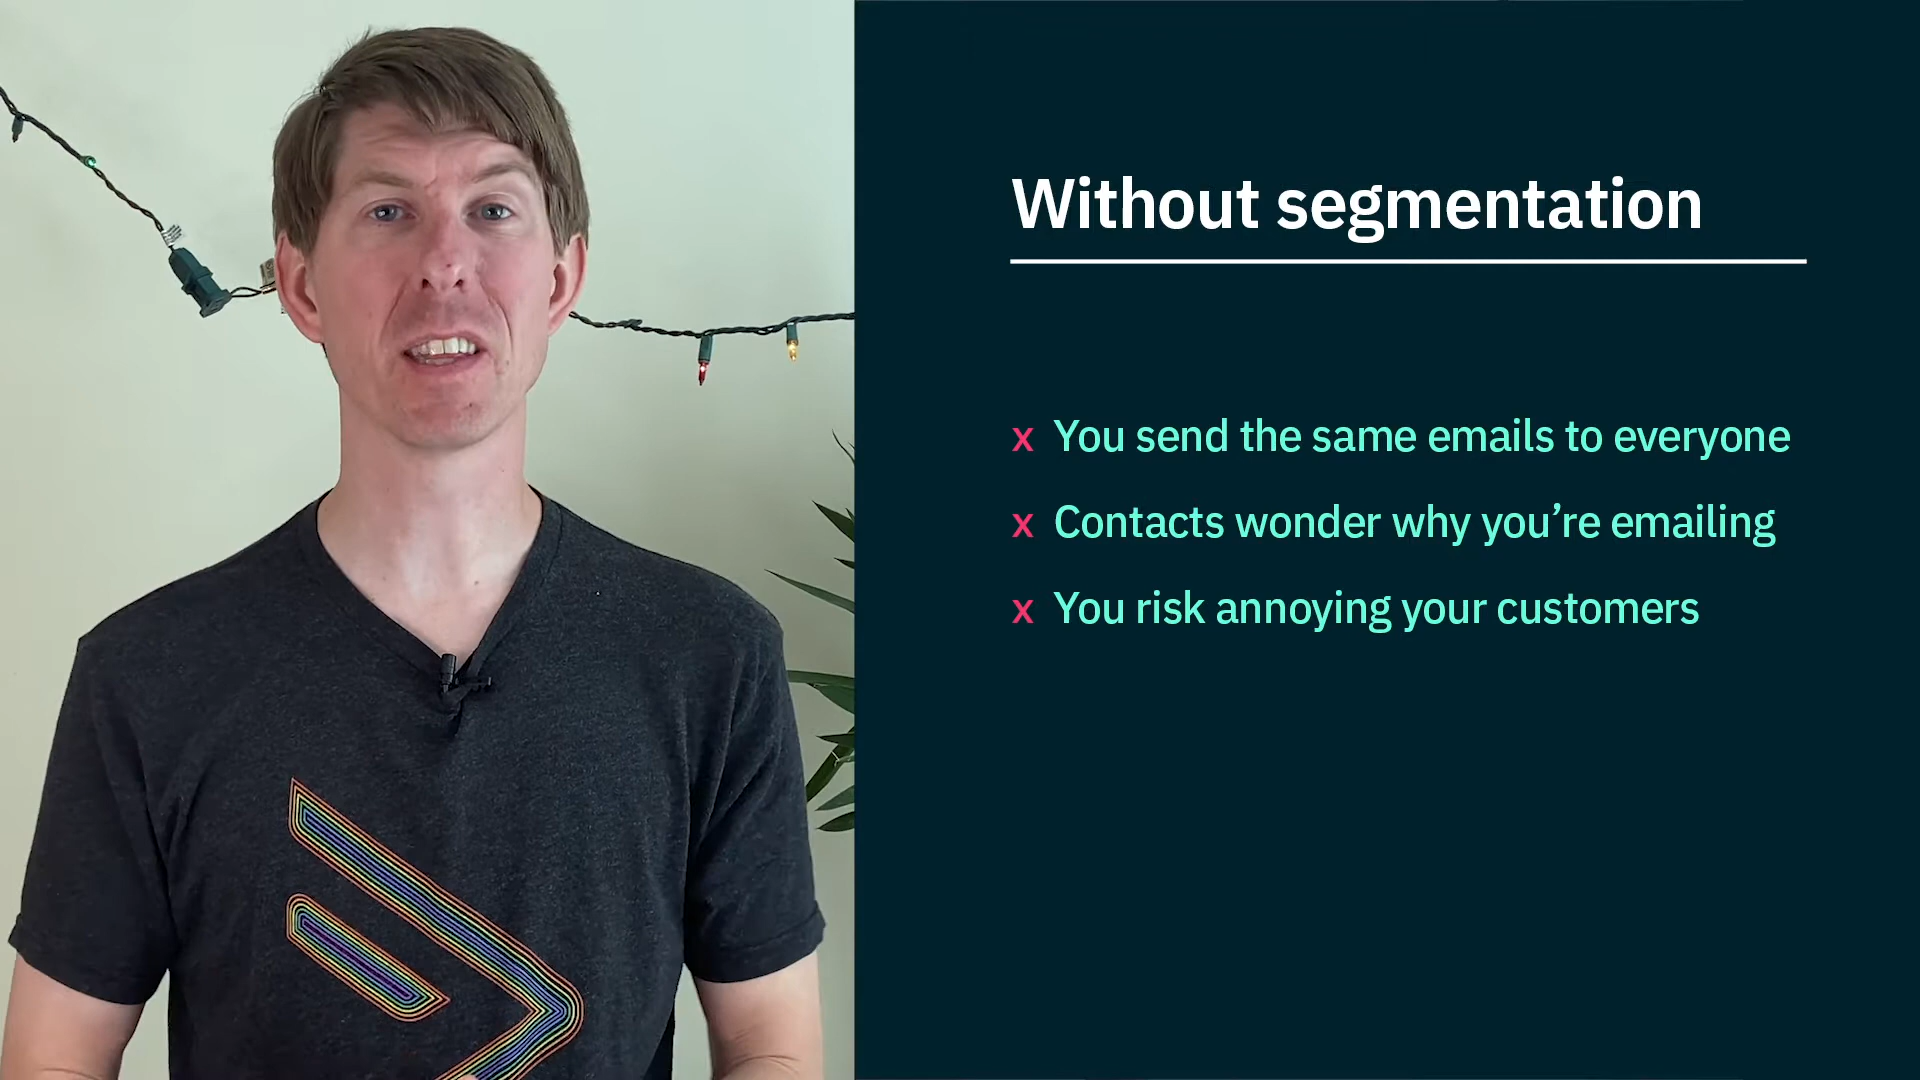 Without segmentation
x You send the same emails to everyone
x Contacts wonder why you’re emailing
x You risk annoying your customers